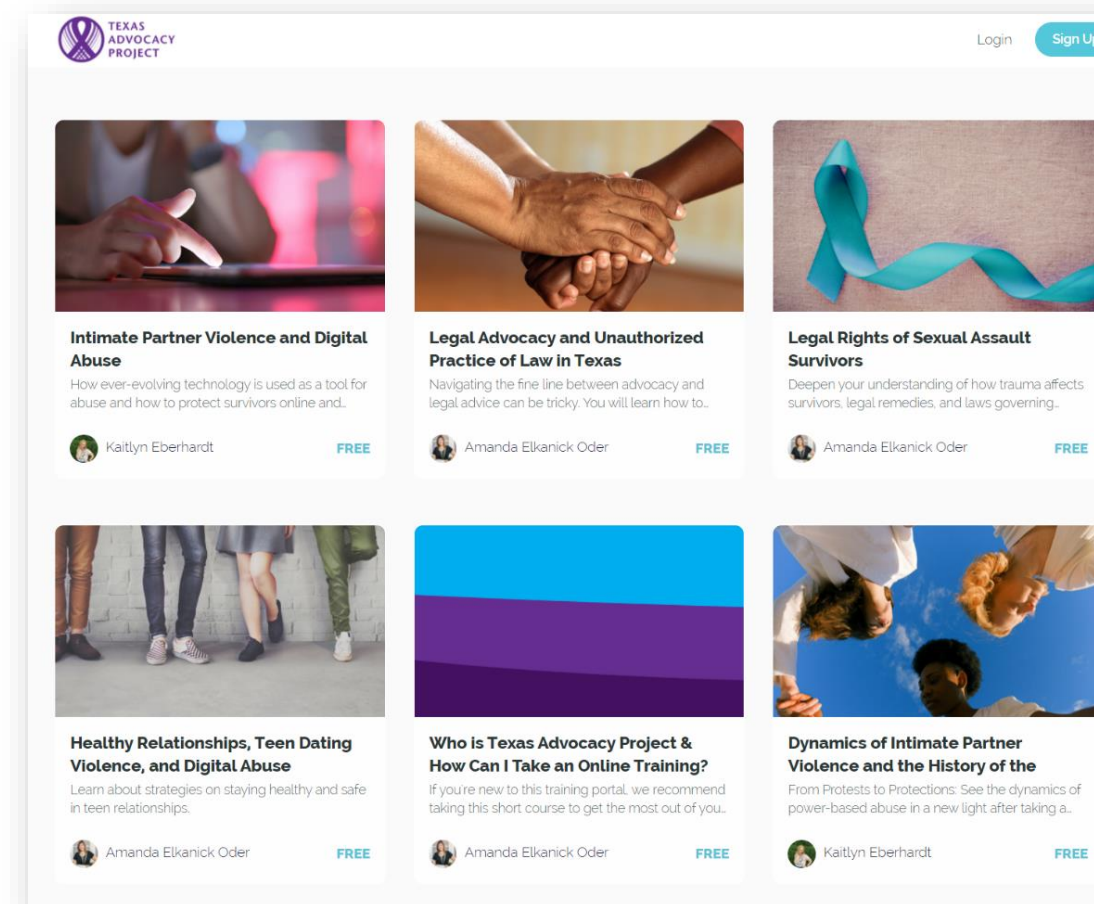 TEXAS
ADVOCACY
PROJECT
Login
Sign Up
Intimate Partner Violence and Digital
Abuse
How ever-evolving technology is used as a tool for
abuse and how to protect survivors online and...
Kaitlyn Eberhardt
FREE
Legal Advocacy and Unauthorized
Practice of Law in Texas
Navigating the fine line between advocacy and
legal advice can be tricky. You will learn how to...
Amanda Elkanick Oder
FREE
Legal Rights of Sexual Assault
Survivors
Deepen your understanding of how trauma affects
survivors, legal remedies, and laws governing...
Amanda Elkanick Oder
FREE
Healthy Relationships, Teen Dating
Violence, and Digital Abuse
Learn about strategies on staying healthy and safe
in teen relationships.
Amanda Elkanick Oder
FREE
Who is Texas Advocacy Project &
How Can I Take an Online Training?
If you're new to this training portal, we recommend
taking this short course to get the most out of you...
Amanda Elkanick Oder
FREE
Dynamics of Intimate Partner
Violence and the History of the
From Protests to Protections: See the dynamics of
power-based abuse in a new light after taking a...
Kaitlyn Eberhardt
FREE